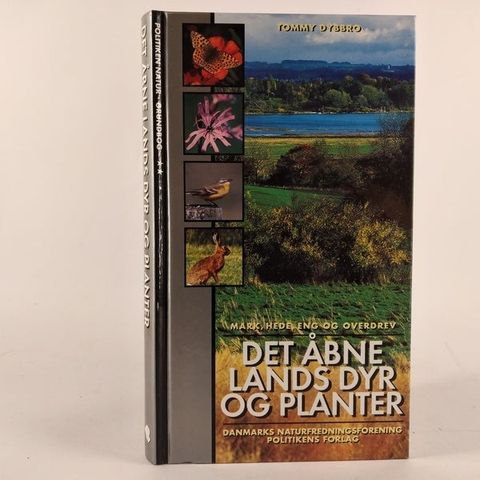 POLITIKEN NATUR · GRUNDBOG
DET ÅBNE LANDS DYR OG PLANTER
TOMMY DYBBRO
MARK, HEDE, ENG OG OVERDREV
DET ÅBNE
LANDS DYR
OG PLANTER
DANMARKS NATURFREDNINGSFORENING
POLITIKENS FORLAG